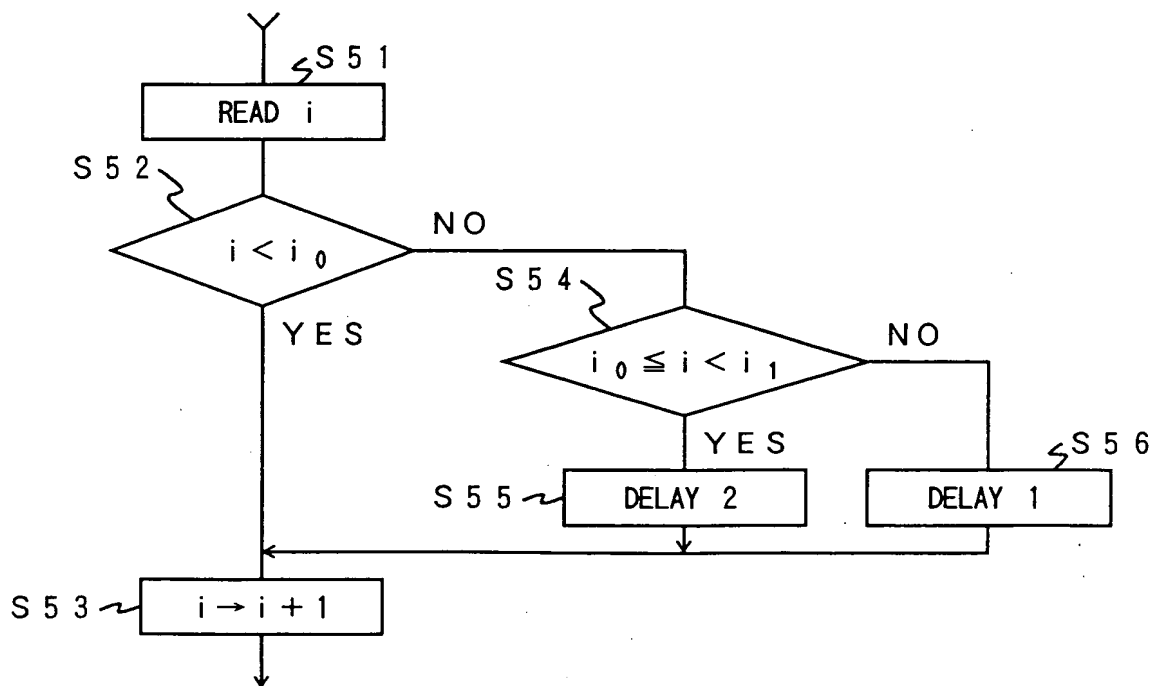 S51
READ i
S52
i < i₀
NO
YES
S54
i₀ ≦ i < i₁
NO
YES
S56
S55
DELAY 2
DELAY 1
S53
i → i + 1